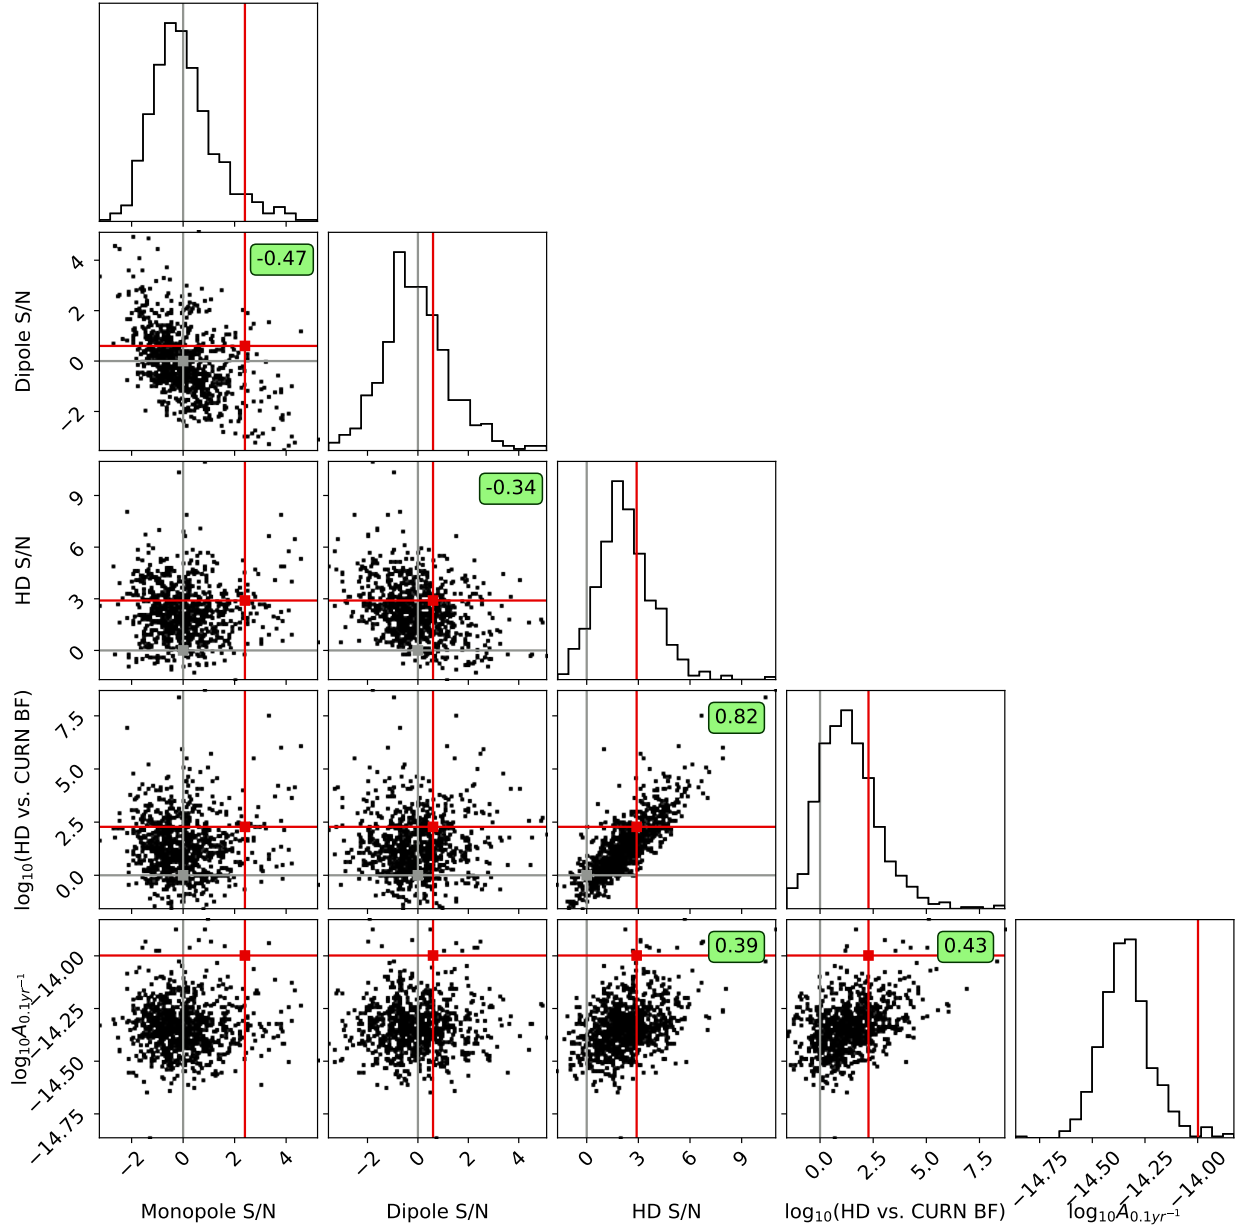 -0.47
4
2
0
−2
Dipole S/N
-0.34
9
6
3
0
HD S/N
0.82
7.5
5.0
2.5
0.0
log₁₀(HD vs. CURN BF)
0.39
0.43
−14.00
−14.25
−14.50
−14.75
log₁₀A₀.₁yr⁻¹
−2 0 2 4
−2 0 2 4
0 3 6 9
0.0 2.5 5.0 7.5
−14.75 −14.50 −14.25 −14.00
Monopole S/N
Dipole S/N
HD S/N
log₁₀(HD vs. CURN BF)
log₁₀A₀.₁yr⁻¹